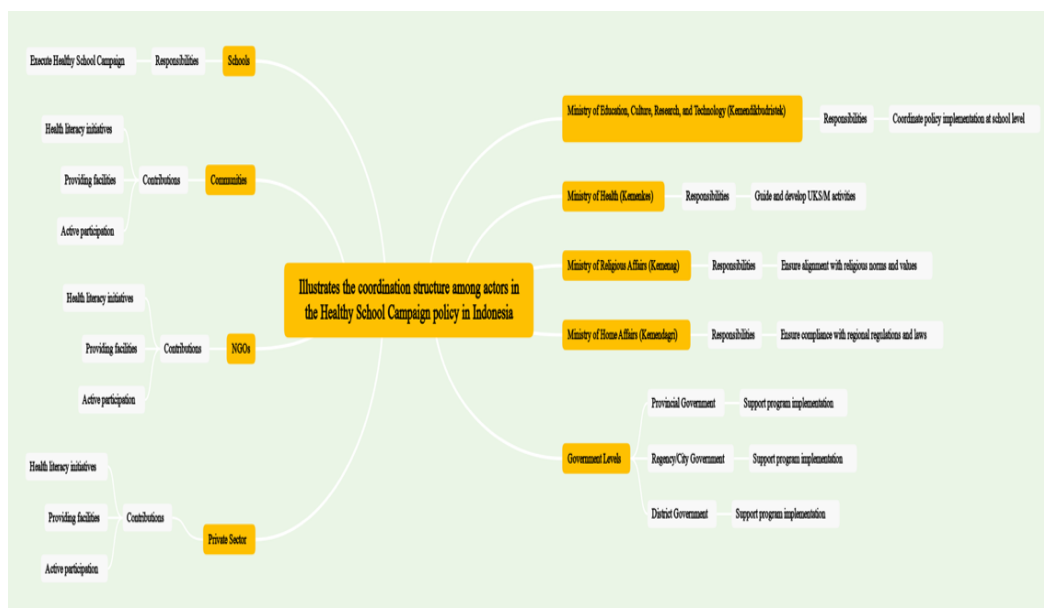 Illustrates the coordination structure among actors in
the Healthy School Campaign policy in Indonesia
Schools
Responsibilities
Execute Healthy School Campaign
Communities
Contributions
Health literacy initiatives
Providing facilities
Active participation
NGOs
Contributions
Health literacy initiatives
Providing facilities
Active participation
Private Sector
Contributions
Health literacy initiatives
Providing facilities
Active participation
Ministry of Education, Culture, Research, and Technology (Kemendikbudristek)
Responsibilities
Coordinate policy implementation at school level
Ministry of Health (Kemenkes)
Responsibilities
Guide and develop UKS/M activities
Ministry of Religious Affairs (Kemenag)
Responsibilities
Ensure alignment with religious norms and values
Ministry of Home Affairs (Kemendagri)
Responsibilities
Ensure compliance with regional regulations and laws
Government Levels
Provincial Government
Support program implementation
Regency/City Government
Support program implementation
District Government
Support program implementation